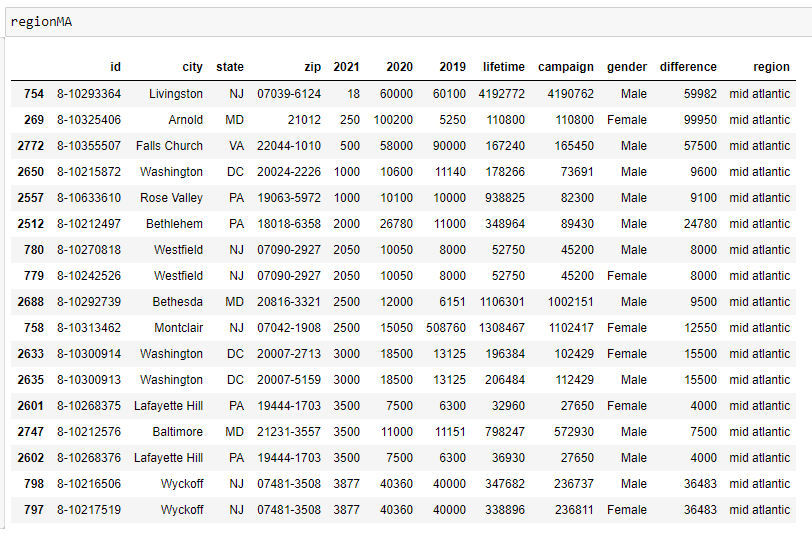 regionMA
id city state zip 2021 2020 2019 lifetime campaign gender difference region
754 8-10293364 Livingston NJ 07039-6124 18 60000 60100 4192772 4190762 Male 59982 mid atlantic
269 8-10325406 Arnold MD 21012 250 100200 5250 110800 110800 Female 99950 mid atlantic
2772 8-10355507 Falls Church VA 22044-1010 500 58000 90000 167240 165450 Male 57500 mid atlantic
2650 8-10215872 Washington DC 20024-2226 1000 10600 11140 178266 73691 Male 9600 mid atlantic
2557 8-10633610 Rose Valley PA 19063-5972 1000 10100 10000 938825 82300 Male 9100 mid atlantic
2512 8-10212497 Bethlehem PA 18018-6358 2000 26780 11000 348964 89430 Male 24780 mid atlantic
780 8-10270818 Westfield NJ 07090-2927 2050 10050 8000 52750 45200 Male 8000 mid atlantic
779 8-10242526 Westfield NJ 07090-2927 2050 10050 8000 52750 45200 Female 8000 mid atlantic
2688 8-10292739 Bethesda MD 20816-3321 2500 12000 6151 1106301 1002151 Male 9500 mid atlantic
758 8-10313462 Montclair NJ 07042-1908 2500 15050 508760 1308467 1102417 Female 12550 mid atlantic
2633 8-10300914 Washington DC 20007-2713 3000 18500 13125 196384 102429 Female 15500 mid atlantic
2635 8-10300913 Washington DC 20007-5159 3000 18500 13125 206484 112429 Male 15500 mid atlantic
2601 8-10268375 Lafayette Hill PA 19444-1703 3500 7500 6300 32960 27650 Female 4000 mid atlantic
2747 8-10212576 Baltimore MD 21231-3557 3500 11000 11151 798247 572930 Male 7500 mid atlantic
2602 8-10268376 Lafayette Hill PA 19444-1703 3500 7500 6300 36930 27650 Male 4000 mid atlantic
798 8-10216506 Wyckoff NJ 07481-3508 3877 40360 40000 347682 236737 Male 36483 mid atlantic
797 8-10217519 Wyckoff NJ 07481-3508 3877 40360 40000 338896 236811 Female 36483 mid atlantic